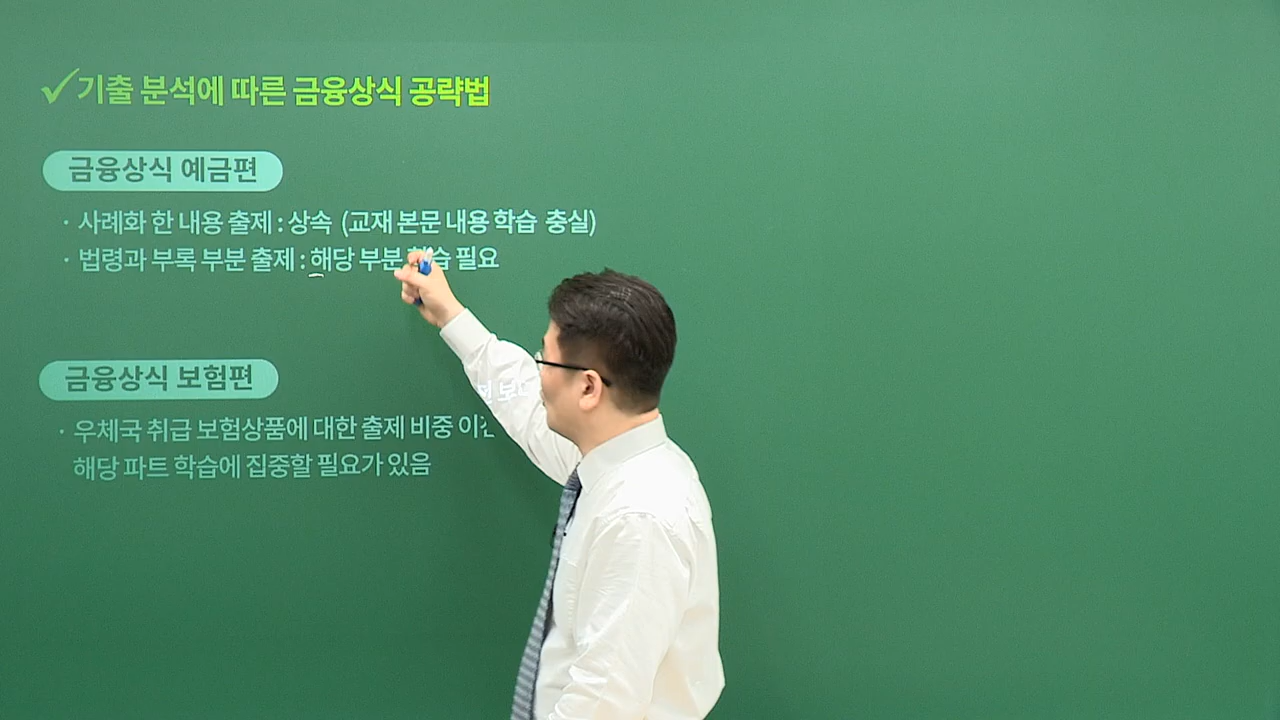 기출 분석에 따른 금융상식 공략법
금융상식 예금편
· 사례화 한 내용 출제 : 상속 (교재 본문 내용 학습 충실)
· 법령과 부록 부분 출제 : 해당 부분 학습 필요
금융상식 보험편
· 우체국 취급 보험상품에 대한 출제 비중
해당 파트 학습에 집중할 필요가 있음